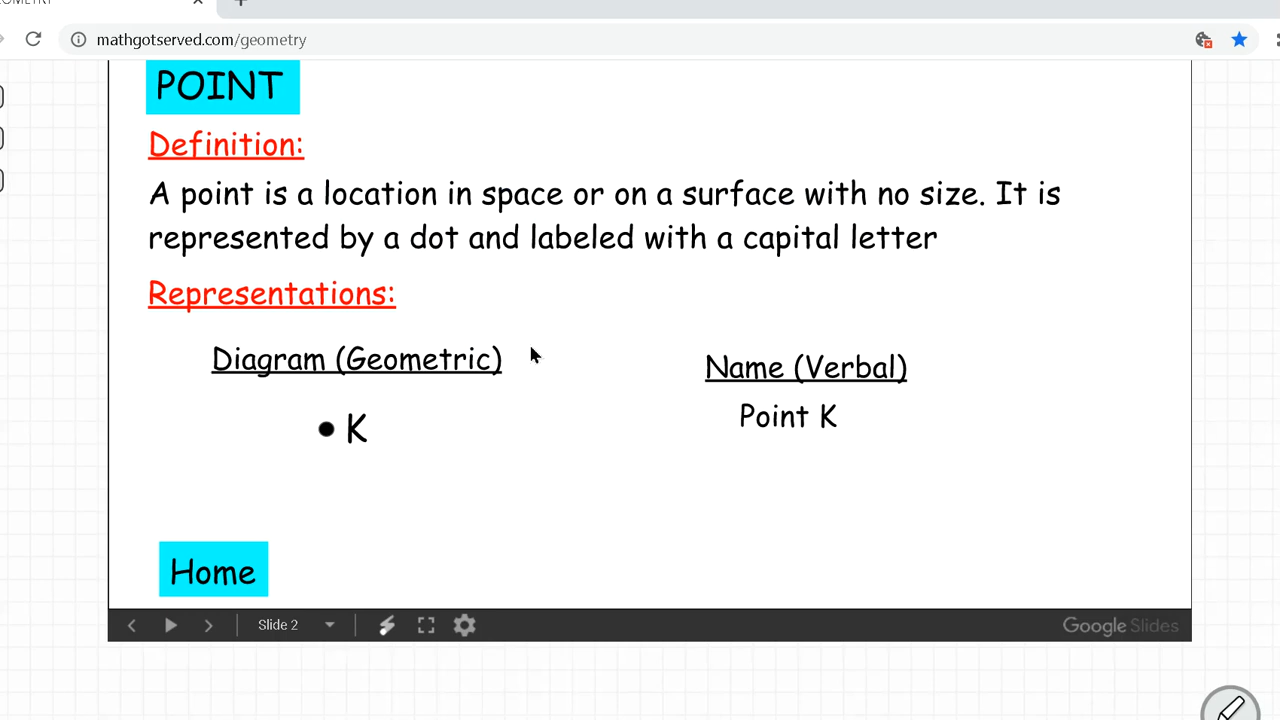 mathgotserved.com/geometry
POINT
Definition:
A point is a location in space or on a surface with no size. It is
represented by a dot and labeled with a capital letter
Representations:
Diagram (Geometric)
Name (Verbal)
K
Point K
Home
Slide 2
Google Slides